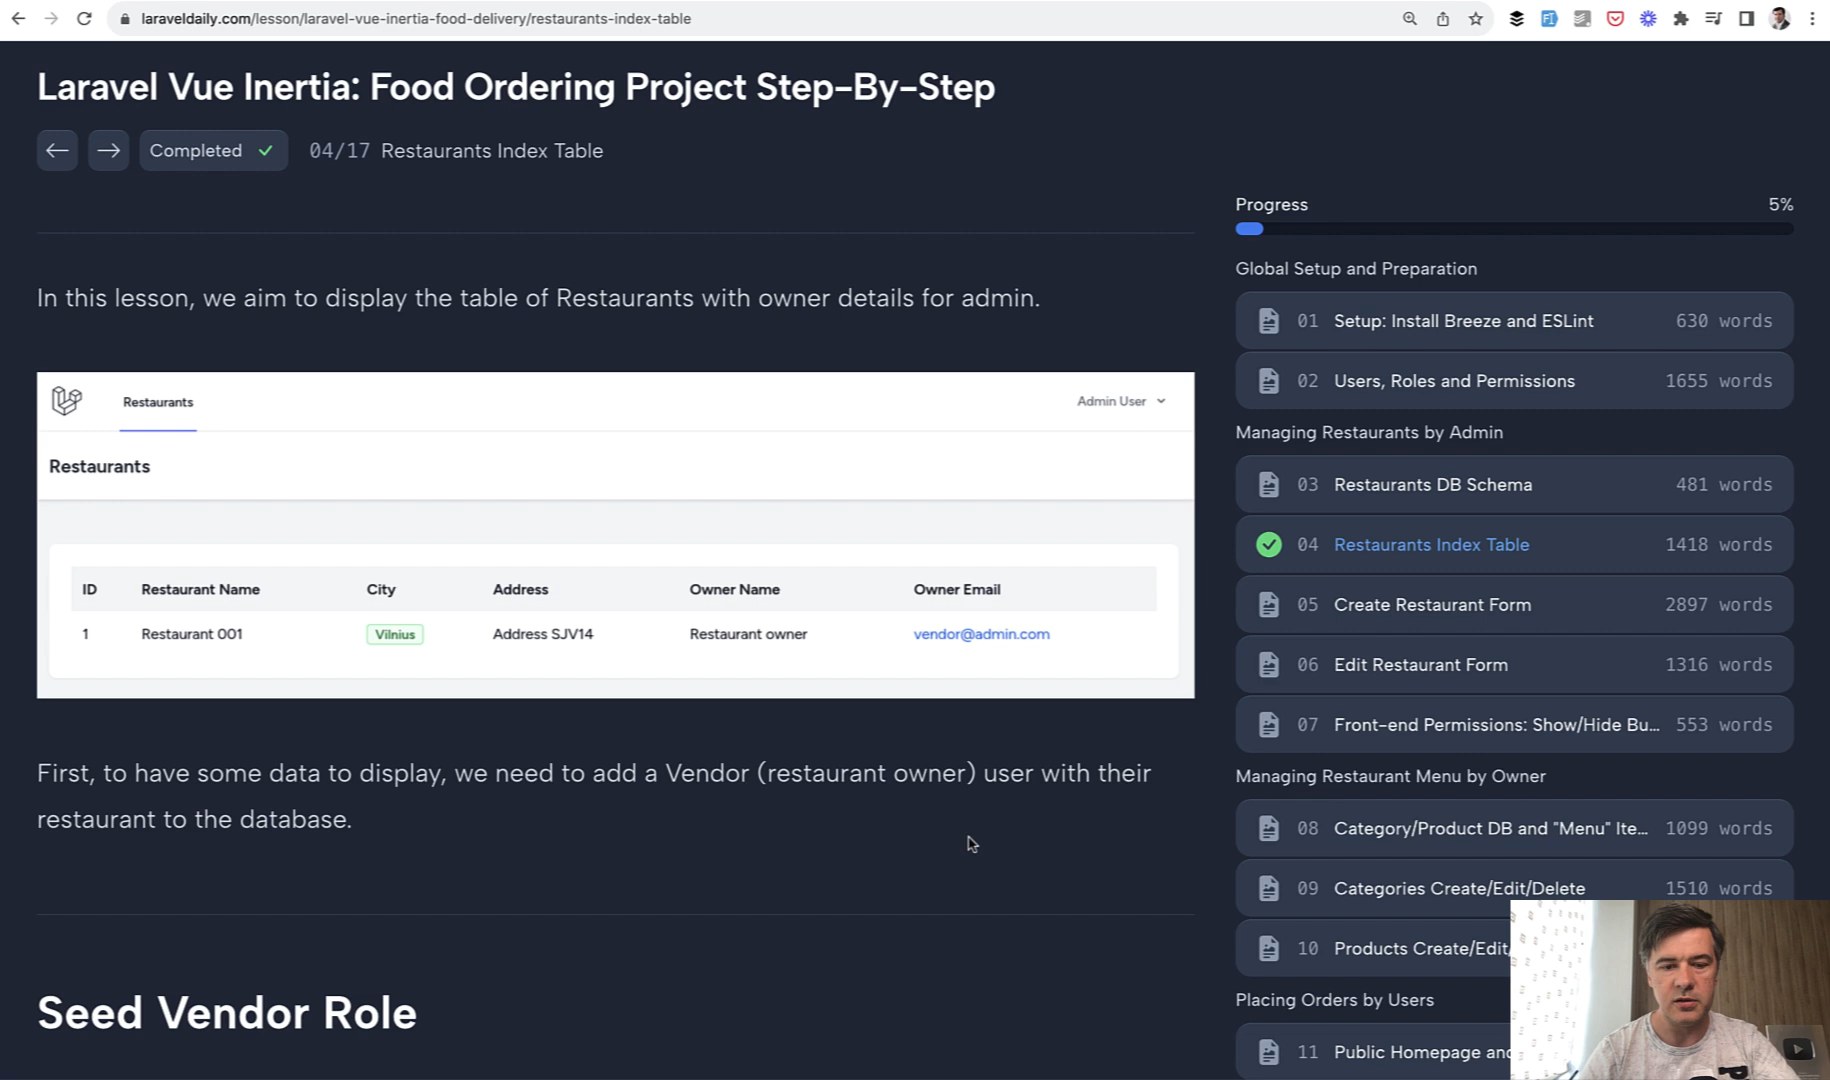 laraveldaily.com/lesson/laravel-vue-inertia-food-delivery/restaurants-index-table
Laravel Vue Inertia: Food Ordering Project Step-By-Step
Completed
04/17 Restaurants Index Table
In this lesson, we aim to display the table of Restaurants with owner details for admin.
Restaurants
Admin User
Restaurants
ID Restaurant Name City Address Owner Name Owner Email
1 Restaurant 001 Vilnius Address SJV14 Restaurant owner vendor@admin.com
First, to have some data to display, we need to add a Vendor (restaurant owner) user with their
restaurant to the database.
Seed Vendor Role
Progress 5%
Global Setup and Preparation
01 Setup: Install Breeze and ESLint 630 words
02 Users, Roles and Permissions 1655 words
Managing Restaurants by Admin
03 Restaurants DB Schema 481 words
04 Restaurants Index Table 1418 words
05 Create Restaurant Form 2897 words
06 Edit Restaurant Form 1316 words
07 Front-end Permissions: Show/Hide Bu... 553 words
Managing Restaurant Menu by Owner
08 Category/Product DB and "Menu" Ite... 1099 words
09 Categories Create/Edit/Delete 1510 words
10 Products Create/Edit/
Placing Orders by Users
11 Public Homepage and